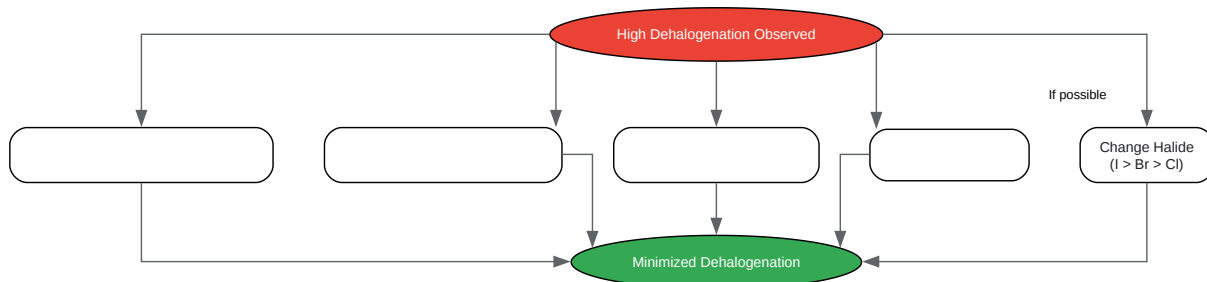 High Dehalogenation Observed
If possible
Change Halide
(I > Br > Cl)
Minimized Dehalogenation